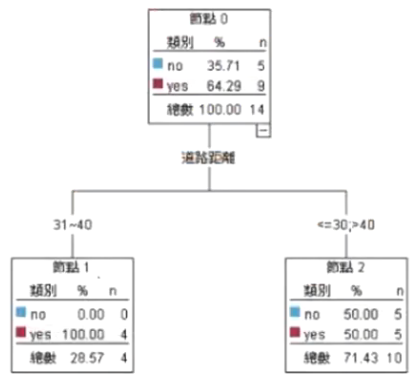 節點 0
類別 % n
no 35.71 5
yes 64.29 9
總數 100.00 14
道路距離
31~40
<=30;>40
節點 1
類別 % n
no 0.00 0
yes 100.00 4
總數 28.57 4
節點 2
類別 % n
no 50.00 5
yes 50.00 5
總數 71.43 10